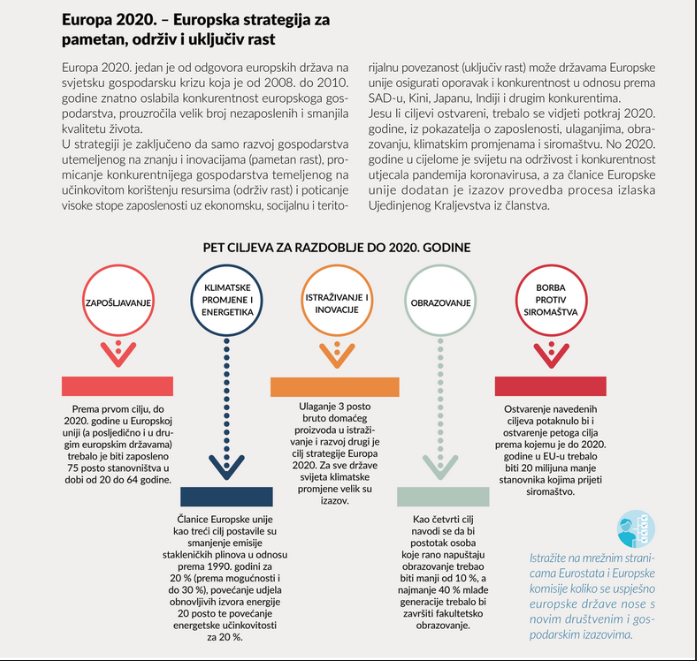 Europa 2020. – Europska strategija za
pametan, održiv i uključiv rast
Europa 2020. jedan je od odgovora europskih država na
svjetsku gospodarsku krizu koja je od 2008. do 2010.
godine znatno oslabila konkurentnost europskoga gos-
podarstva, prouzročila velik broj nezaposlenih i smanjila
kvalitetu života.
U strategiji je zaključeno da samo razvoj gospodarstva
utemeljenog na znanju i inovacijama (pametan rast), pro-
micanje konkurentnijega gospodarstva temeljenog na
učinkovitom korištenju resursima (održiv rast) i poticanje
visoke stope zaposlenosti uz ekonomsku, socijalnu i terito-
rijalnu povezanost (uključiv rast) može državama Europske
unije osigurati oporavak i konkurentnost u odnosu prema
SAD-u, Kini, Japanu, Indiji i drugim konkurentima.
Jesu li ciljevi ostvareni, trebalo se vidjeti potkraj 2020.
godine, iz pokazatelja o zaposlenosti, ulaganjima, obra-
zovanju, klimatskim promjenama i siromaštvu. No 2020.
godine u cijelome je svijetu na održivost i konkurentnost
utjecala pandemija koronavirusa, a za članice Europske
unije dodatan je izazov provedba procesa izlaska
Ujedinjenog Kraljevstva iz članstva.
PET CILJEVA ZA RAZDOBLJE DO 2020. GODINE
ZAPOŠLJAVANJE
KLIMATSKE
PROMJENE I
ENERGETIKA
ISTRAŽIVANJE I
INOVACIJE
OBRAZOVANJE
BORBA
PROTIV
SIROMAŠTVA
Prema prvom cilju, do
2020. godine u Europskoj
uniji (a posljedično i u dru-
gim europskim državama)
trebalo je biti zaposleno
75 posto stanovništva u
dobi od 20 do 64 godine.
Članice Europske unije
kao treći cilj postavile su
smanjenje emisije
stakleničkih plinova u odnosu
prema 1990. godini za
20 % (prema mogućnosti i
do 30 %), povećanje udjela
obnovljivih izvora energije
20 posto te povećanje
energetske učinkovitosti
za 20 %.
Ulaganje 3 posto
bruto domaćeg
proizvoda u istraži-
vanje i razvoj drugi je
cilj strategije Europa
2020. Za sve države
svijeta klimatske
promjene velik su
izazov.
Kao četvrti cilj
navodi se da bi
postotak osoba
koje rano napuštaju
obrazovanje trebao
biti manji od 10 %, a
najmanje 40 % mlađe
generacije trebalo bi
završiti fakultetsko
obrazovanje.
Ostvarenje navedenih
ciljeva potaknulo bi i
ostvarenje petoga cilja
prema kojemu je do 2020.
godine u EU-u trebalo
biti 20 milijuna manje
stanovnika kojima prijeti
siromaštvo.
Istražite na mrežnim strani-
cama Eurostata i Europske
komisije koliko se uspješno
europske države nose s
novim društvenim i gos-
podarskim izazovima.